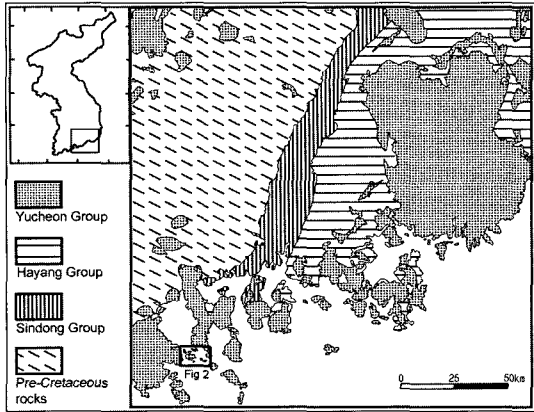 Yucheon Group
Hayang Group
Sindong Group
Pre-Cretaceous
rocks
Fig 2
0 25 50km